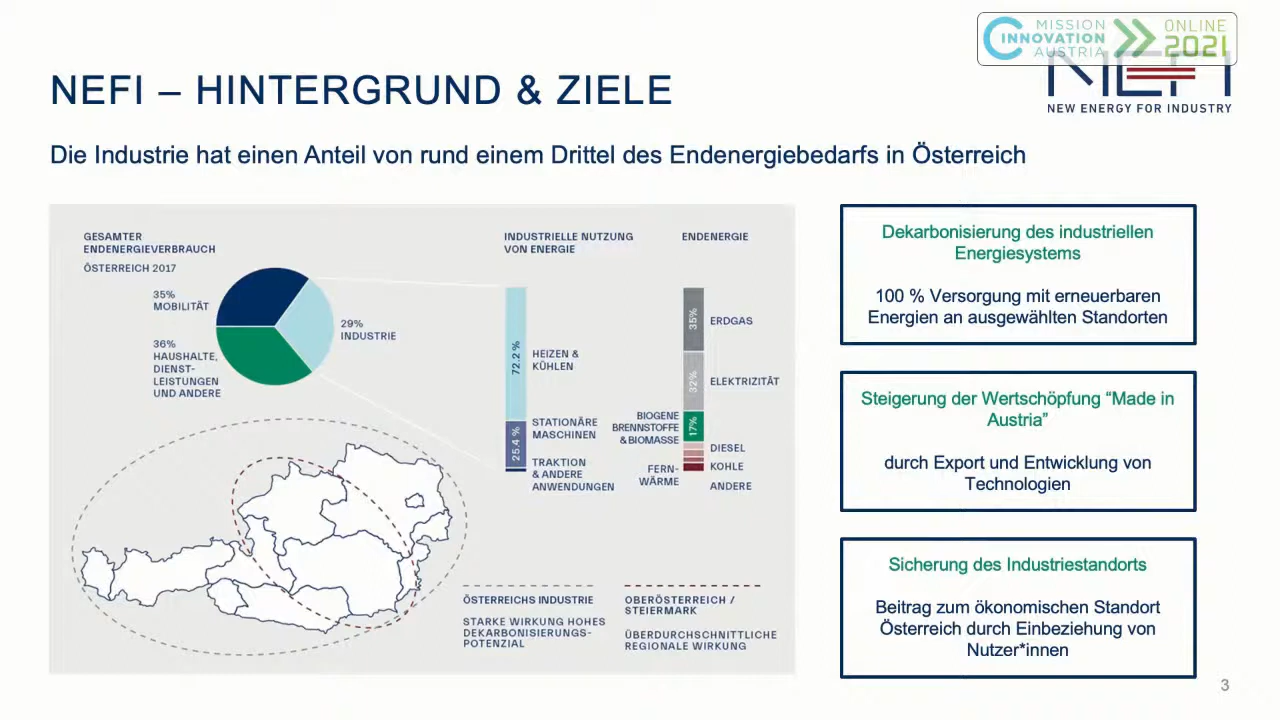 MISSION
INNOVATION
AUSTRIA
ONLINE
2021
NEFI
NEW ENERGY FOR INDUSTRY
NEFI – HINTERGRUND & ZIELE
Die Industrie hat einen Anteil von rund einem Drittel des Endenergiebedarfs in Österreich
GESAMTER
ENDENERGIEVERBRAUCH
ÖSTERREICH 2017
35%
MOBILITÄT
36%
HAUSHALTE,
DIENST-
LEISTUNGEN
UND ANDERE
29%
INDUSTRIE
INDUSTRIELLE NUTZUNG
VON ENERGIE
72.2 %
HEIZEN &
KÜHLEN
25.4 %
STATIONÄRE
MASCHINEN
TRAKTION
& ANDERE
ANWENDUNGEN
ENDENERGIE
35%
ERDGAS
32%
ELEKTRIZITÄT
BIOGENE
BRENNSTOFFE
& BIOMASSE
17%
DIESEL
KOHLE
FERN-
WÄRME
ANDERE
ÖSTERREICHS INDUSTRIE
STARKE WIRKUNG HOHES
DEKARBONISIERUNGS-
POTENZIAL
OBERÖSTERREICH /
STEIERMARK
ÜBERDURCHSCHNITTLICHE
REGIONALE WIRKUNG
Dekarbonisierung des industriellen
Energiesystems
100 % Versorgung mit erneuerbaren
Energien an ausgewählten Standorten
Steigerung der Wertschöpfung “Made in
Austria”
durch Export und Entwicklung von
Technologien
Sicherung des Industriestandorts
Beitrag zum ökonomischen Standort
Österreich durch Einbeziehung von
Nutzer*innen
3